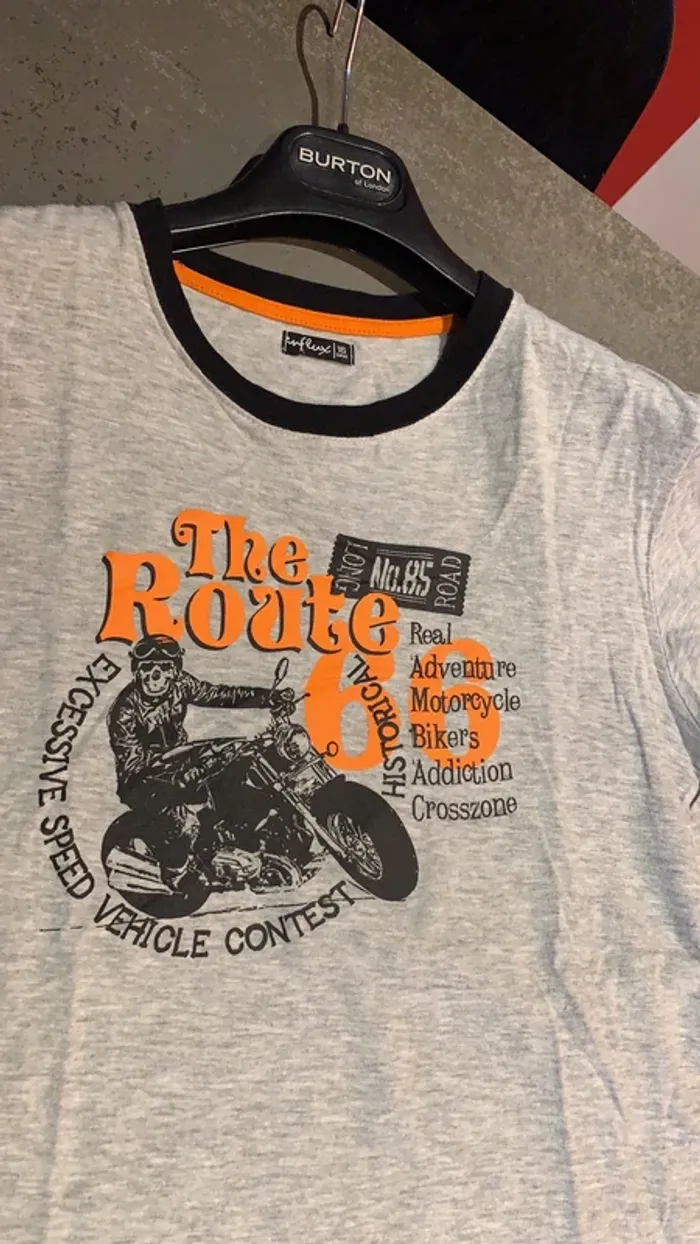 BURTON
of London
influx
16
The
Route
66
LONG
No.85
ROAD
Real
Adventure
Motorcycle
Bikers
Addiction
Crosszone
HISTORICAL
EXCESSIVE SPEED VEHICLE CONTEST